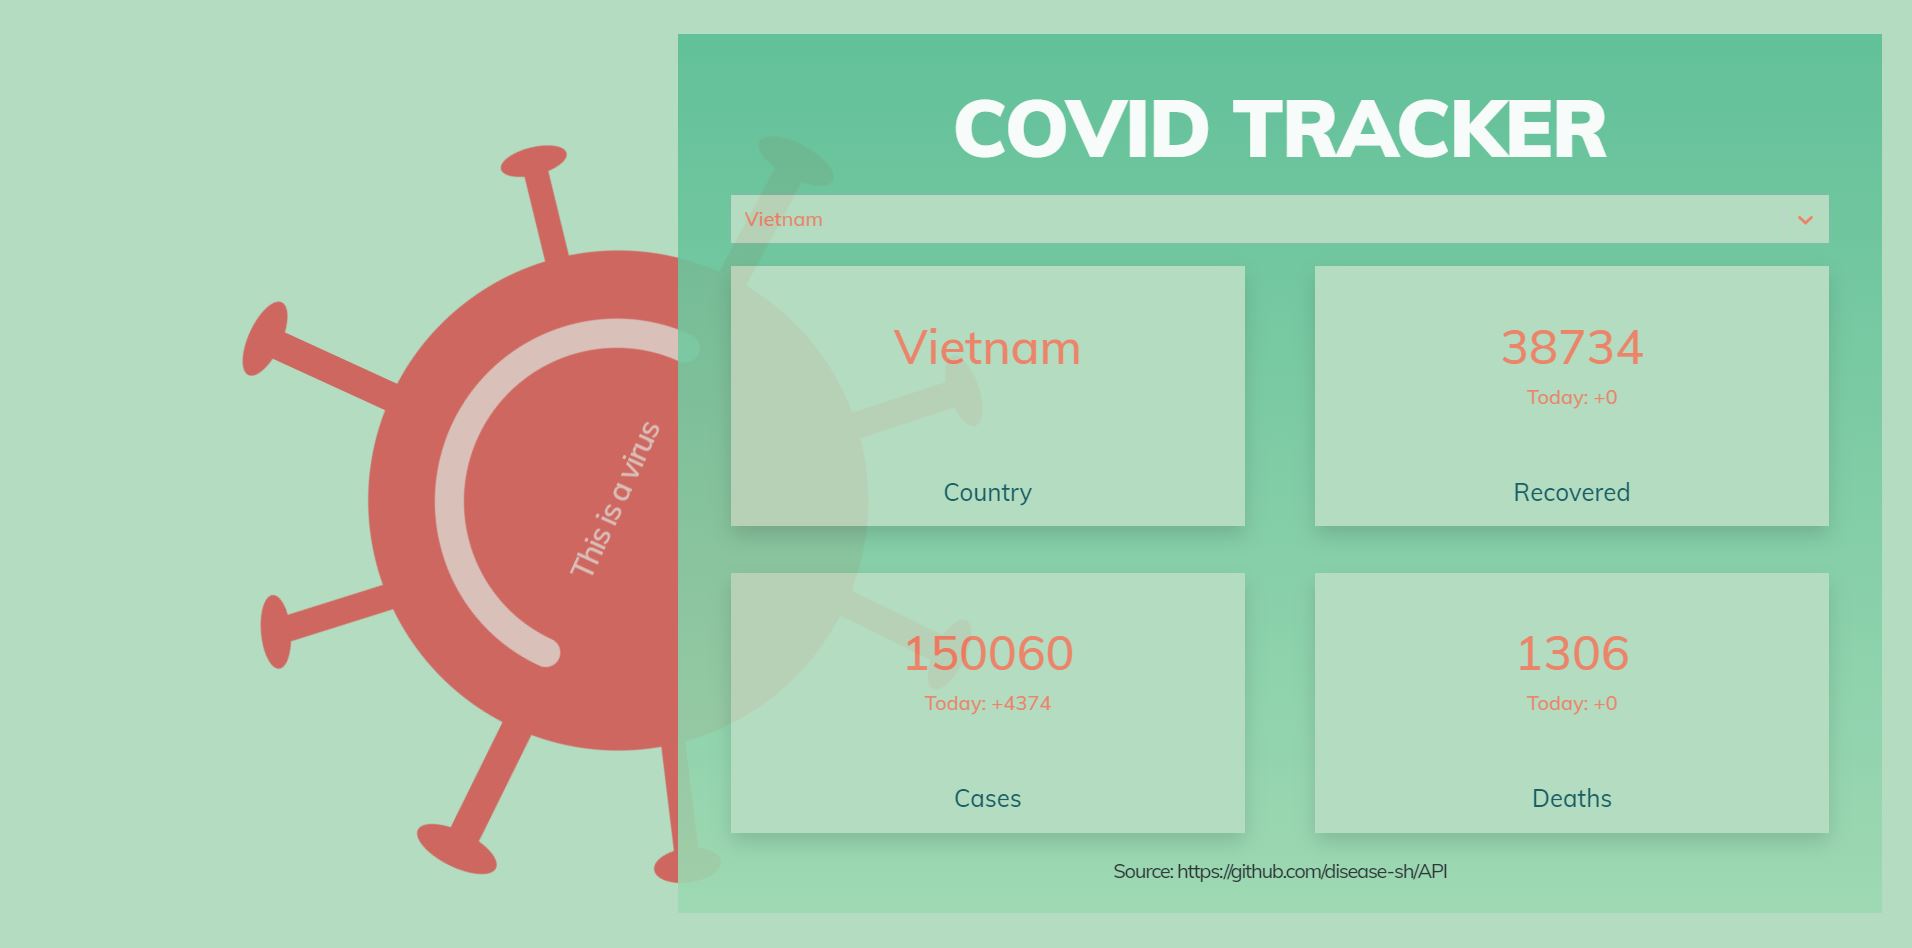 COVID TRACKER
Vietnam
Vietnam
Country
38734
Today: +0
Recovered
This is a virus
150060
Today: +4374
Cases
1306
Today: +0
Deaths
Source: https://github.com/disease-sh/API